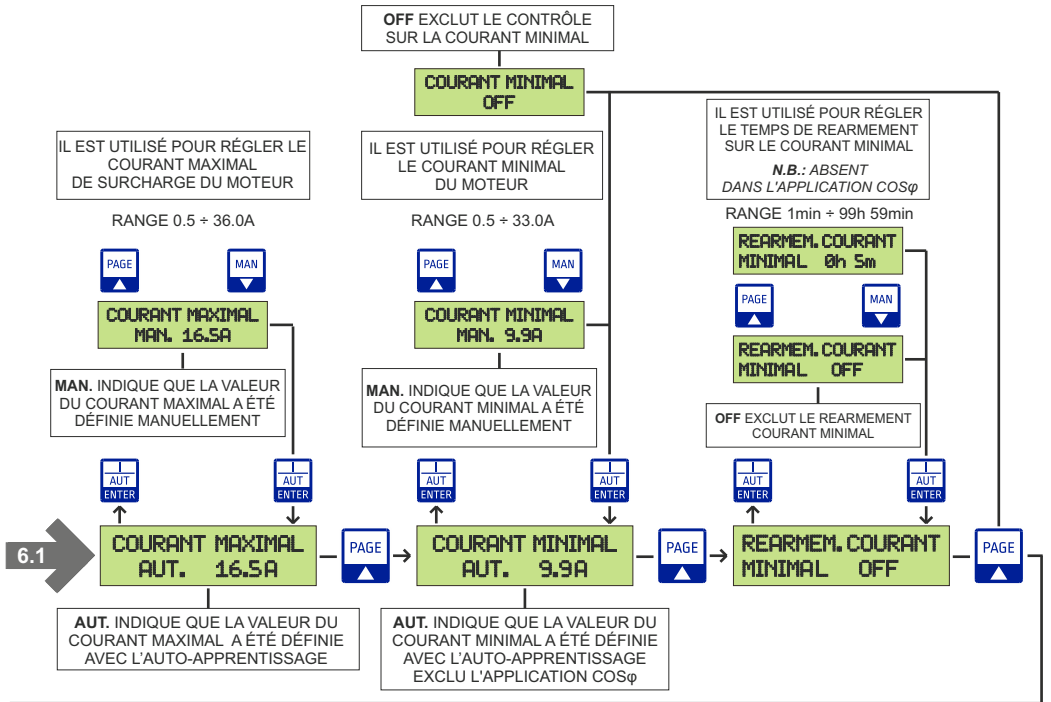 OFF EXCLUT LE CONTRÔLE
SUR LA COURANT MINIMAL
COURANT MINIMAL
OFF
IL EST UTILISÉ POUR RÉGLER LE
COURANT MAXIMAL
DE SURCHARGE DU MOTEUR
RANGE 0.5 ÷ 36.0A
PAGE
MAN
COURANT MAXIMAL
MAN. 16.5A
MAN. INDIQUE QUE LA VALEUR
DU COURANT MAXIMAL A ÉTÉ
DÉFINIE MANUELLEMENT
IL EST UTILISÉ POUR RÉGLER
LE COURANT MINIMAL
DU MOTEUR
RANGE 0.5 ÷ 33.0A
PAGE
MAN
COURANT MINIMAL
MAN. 9.9A
MAN. INDIQUE QUE LA VALEUR
DU COURANT MINIMAL A ÉTÉ
DÉFINIE MANUELLEMENT
IL EST UTILISÉ POUR RÉGLER
LE TEMPS DE REARMEMENT
SUR LE COURANT MINIMAL
N.B.: ABSENT
DANS L'APPLICATION COSφ
RANGE 1min ÷ 99h 59min
REARMEM. COURANT
MINIMAL 0h 5m
PAGE
MAN
REARMEM. COURANT
MINIMAL OFF
OFF EXCLUT LE REARMEMENT
COURANT MINIMAL
I
AUT
ENTER
I
AUT
ENTER
I
AUT
ENTER
I
AUT
ENTER
I
AUT
ENTER
I
AUT
ENTER
6.1
COURANT MAXIMAL
AUT. 16.5A
PAGE
COURANT MINIMAL
AUT. 9.9A
PAGE
REARMEM. COURANT
MINIMAL OFF
PAGE
AUT. INDIQUE QUE LA VALEUR DU
COURANT MAXIMAL A ÉTÉ DÉFINIE
AVEC L'AUTO-APPRENTISSAGE
AUT. INDIQUE QUE LA VALEUR DU
COURANT MINIMAL A ÉTÉ DÉFINIE
AVEC L'AUTO-APPRENTISSAGE
EXCLU L'APPLICATION COSφ